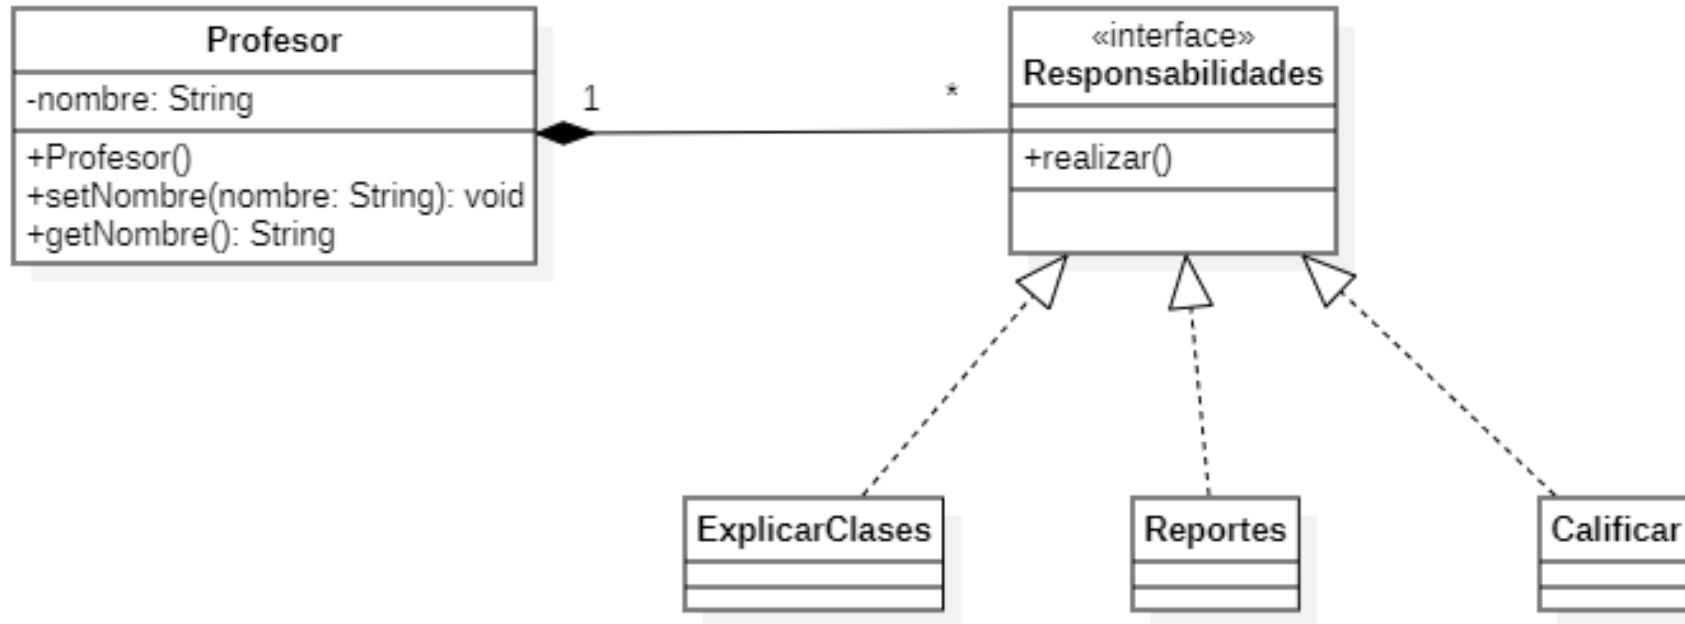 Profesor
-nombre: String
+Profesor()
+setNombre(nombre: String): void
+getNombre(): String
1
*
«interface»
Responsabilidades
+realizar()
ExplicarClases
Reportes
Calificar